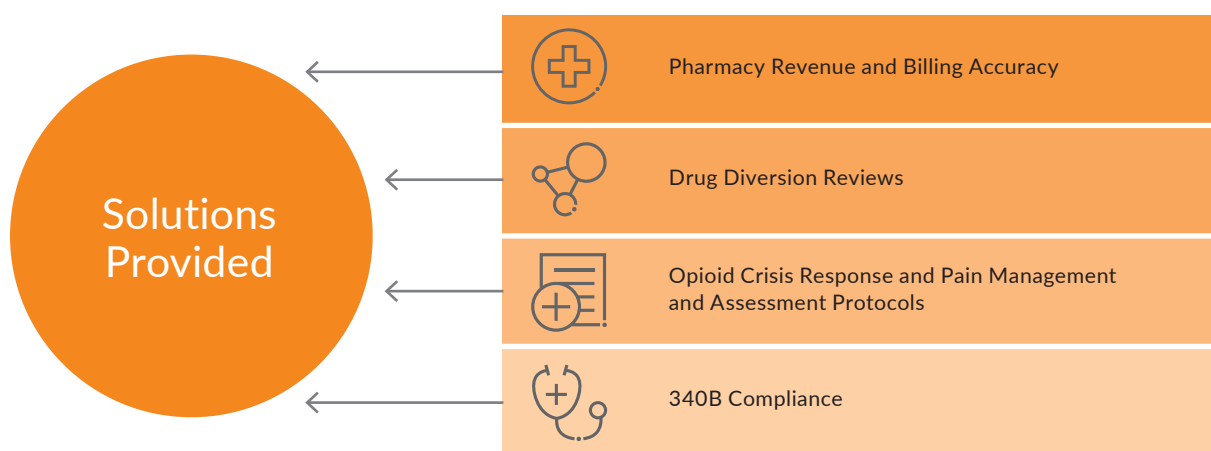 Solutions
Provided
Pharmacy Revenue and Billing Accuracy
Drug Diversion Reviews
Opioid Crisis Response and Pain Management
and Assessment Protocols
340B Compliance